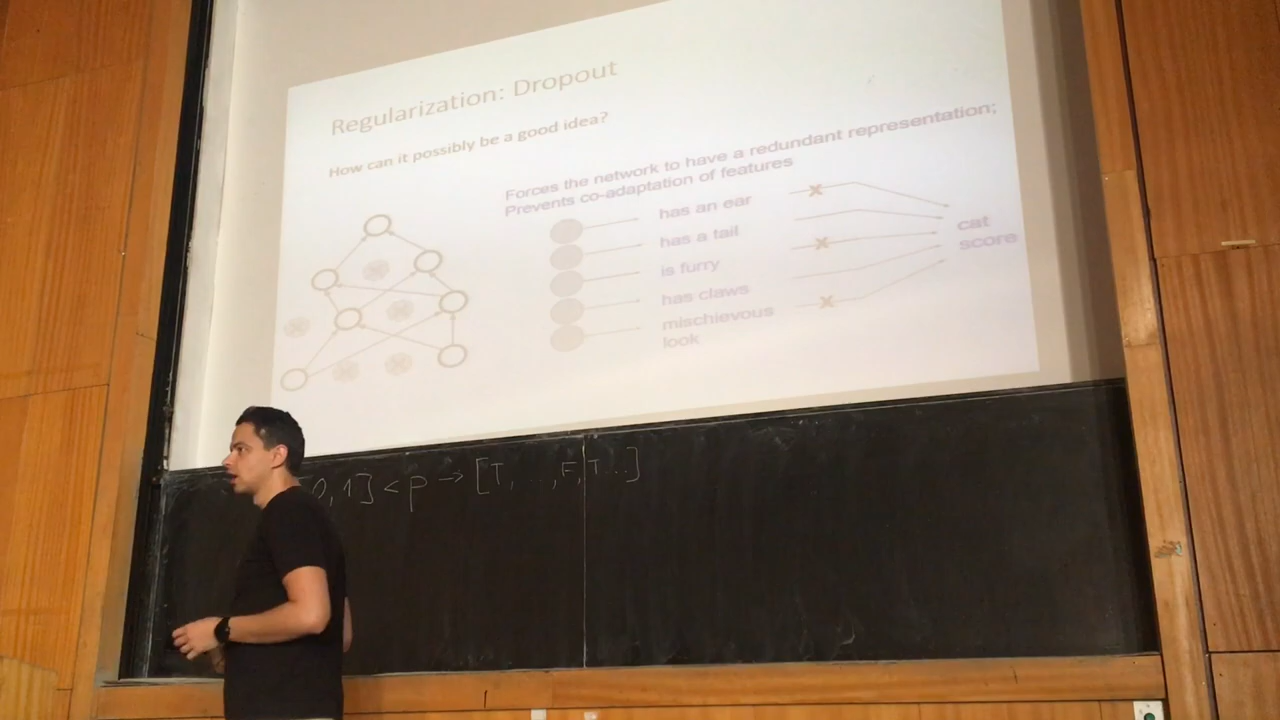 Regularization: Dropout
How can it possibly be a good idea?
Forces the network to have a redundant representation;
Prevents co-adaptation of features
has an ear
has a tail
is furry
has claws
mischievous
look
cat
score
0,1] < p → [T, ..., F, T...]